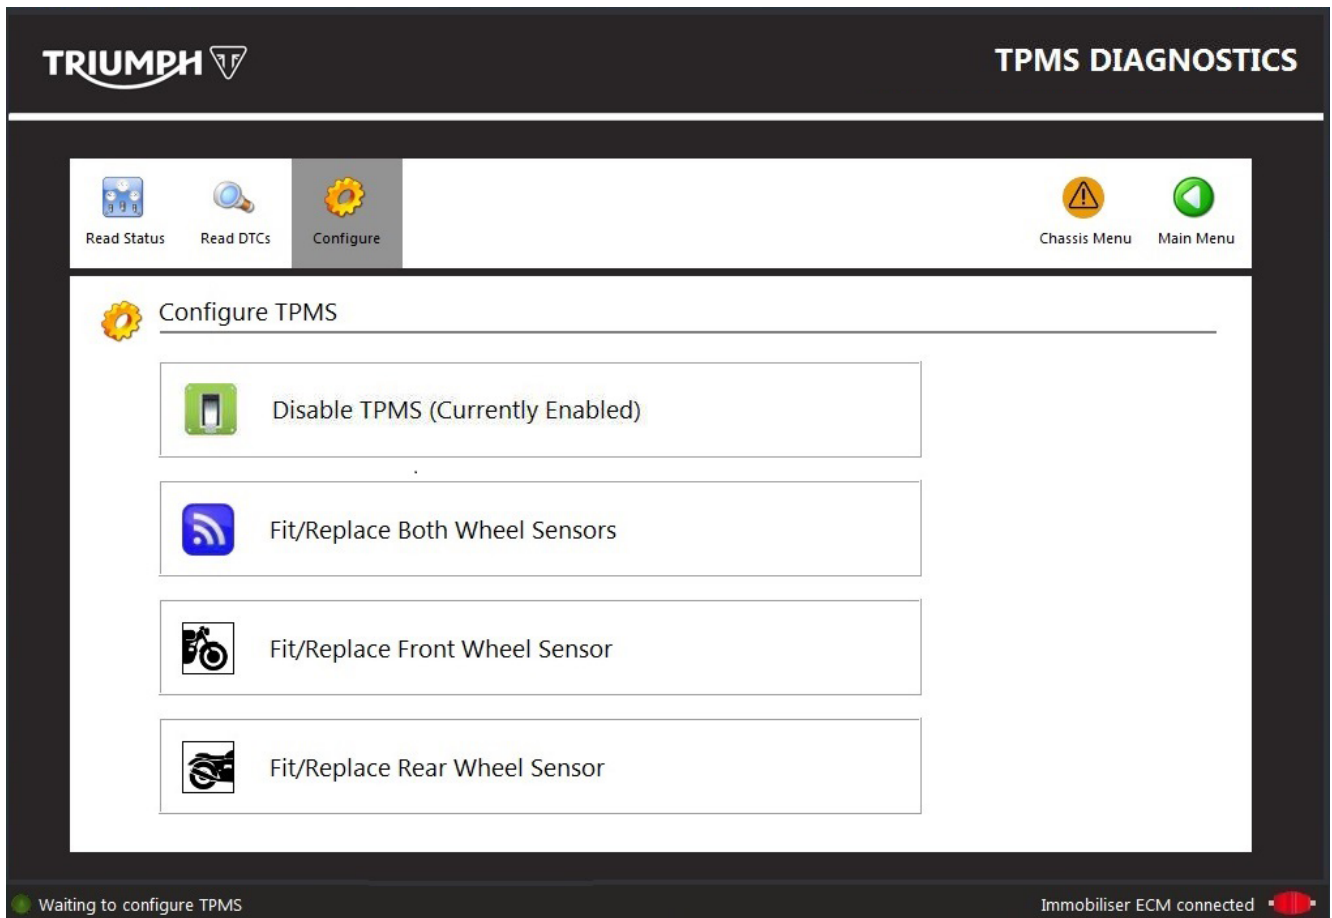 TRIUMPH
TPMS DIAGNOSTICS
Read Status
Read DTCs
Configure
Chassis Menu
Main Menu
Configure TPMS
Disable TPMS (Currently Enabled)
Fit/Replace Both Wheel Sensors
Fit/Replace Front Wheel Sensor
Fit/Replace Rear Wheel Sensor
Waiting to configure TPMS
Immobiliser ECM connected